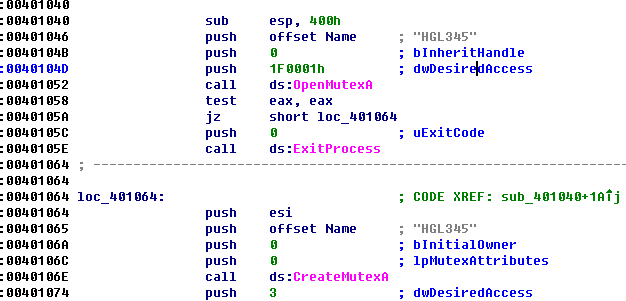 :00401040
:00401040 sub esp, 400h
:00401046 push offset Name ; "HGL345"
:0040104B push 0 ; bInheritHandle
:0040104D push 1F0001h ; dwDesiredAccess
:00401052 call ds:OpenMutexA
:00401058 test eax, eax
:0040105A jz short loc_401064
:0040105C push 0 ; uExitCode
:0040105E call ds:ExitProcess
:00401064 ; ---------------------------------------------------------------------------
:00401064
:00401064 loc_401064: ; CODE XREF: sub_401040+1A↑j
:00401064 push esi
:00401065 push offset Name ; "HGL345"
:0040106A push 0 ; bInitialOwner
:0040106C push 0 ; lpMutexAttributes
:0040106E call ds:CreateMutexA
:00401074 push 3 ; dwDesiredAccess